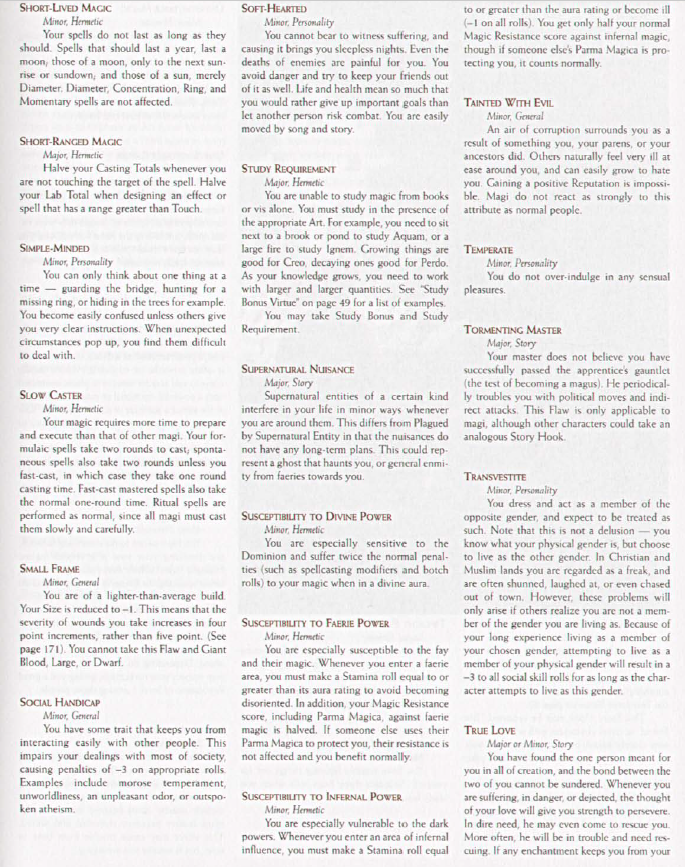 SHORT-LIVED MAGIC
Minor, Hermetic
Your spells do not last as long as they
should. Spells that should last a year, last a
moon; those of a moon, only to the next sun-
rise or sundown; and those of a sun, merely
Diameter. Diameter, Concentration, Ring, and
Momentary spells are not affected.
SHORT-RANGED MAGIC
Major, Hermetic
Halve your Casting Totals whenever you
are not touching the target of the spell. Halve
your Lab Total when designing an effect or
spell that has a range greater than Touch.
SIMPLE-MINDED
Minor, Personality
You can only think about one thing at a
time — guarding the bridge, hunting for a
missing ring, or hiding in the trees for example.
You become easily confused unless others give
you very clear instructions. When unexpected
circumstances pop up, you find them difficult
to deal with.
SLOW CASTER
Minor, Hermetic
Your magic requires more time to prepare
and execute than that of other magi. Your for-
mulaic spells take two rounds to cast; sponta-
neous spells also take two rounds unless you
fast-cast, in which case they take one round
casting time. Fast-cast mastered spells also take
the normal one-round time. Ritual spells are
performed as normal, since all magi must cast
them slowly and carefully.
SMALL FRAME
Minor, General
You are of a lighter-than-average build.
Your Size is reduced to –1. This means that the
severity of wounds you take increases in four
point increments, rather than five point. (See
page 171). You cannot take this Flaw and Giant
Blood, Large, or Dwarf.
SOCIAL HANDICAP
Minor, General
You have some trait that keeps you from
interacting easily with other people. This
impairs your dealings with most of society,
causing penalties of –3 on appropriate rolls.
Examples include morose temperament,
unworldliness, an unpleasant odor, or outspo-
ken atheism.
SOFT-HEARTED
Minor, Personality
You cannot bear to witness suffering, and
causing it brings you sleepless nights. Even the
deaths of enemies are painful for you. You
avoid danger and try to keep your friends out
of it as well. Life and health mean so much that
you would rather give up important goals than
let another person risk combat. You are easily
moved by song and story.
STUDY REQUIREMENT
Major, Hermetic
You are unable to study magic from books
or vis alone. You must study in the presence of
the appropriate Art. For example, you need to sit
next to a brook or pond to study Aquam, or a
large fire to study Ignem. Growing things are
good for Creo, decaying ones good for Perdo.
As your knowledge grows, you need to work
with larger and larger quantities. See "Study
Bonus Virtue" on page 49 for a list of examples.
You may take Study Bonus and Study
Requirement.
SUPERNATURAL NUISANCE
Major, Story
Supernatural entities of a certain kind
interfere in your life in minor ways whenever
you are around them. This differs from Plagued
by Supernatural Entity in that the nuisances do
not have any long-term plans. This could rep-
resent a ghost that haunts you, or general enmi-
ty from faeries towards you.
SUSCEPTIBILITY TO DIVINE POWER
Minor, Hermetic
You are especially sensitive to the
Dominion and suffer twice the normal penal-
ties (such as spellcasting modifiers and botch
rolls) to your magic when in a divine aura.
SUSCEPTIBILITY TO FAERIE POWER
Minor, Hermetic
You are especially susceptible to the fay
and their magic. Whenever you enter a faerie
area, you must make a Stamina roll equal to or
greater than its aura rating to avoid becoming
disoriented. In addition, your Magic Resistance
score, including Parma Magica, against faerie
magic is halved. If someone else uses their
Parma Magica to protect you, their resistance is
not affected and you benefit normally.
SUSCEPTIBILITY TO INFERNAL POWER
Minor, Hermetic
You are especially vulnerable to the dark
powers. Whenever you enter an area of infernal
influence, you must make a Stamina roll equal
to or greater than the aura rating or become ill
(–1 on all rolls). You get only half your normal
Magic Resistance score against infernal magic,
though if someone else's Parma Magica is pro-
tecting you, it counts normally.
TAINTED WITH EVIL
Minor, General
An air of corruption surrounds you as a
result of something you, your parens, or your
ancestors did. Others naturally feel very ill at
ease around you, and can easily grow to hate
you. Gaining a positive Reputation is impossi-
ble. Magi do not react as strongly to this
attribute as normal people.
TEMPERATE
Minor, Personality
You do not over-indulge in any sensual
pleasures.
TORMENTING MASTER
Major, Story
Your master does not believe you have
successfully passed the apprentice's gauntlet
(the test of becoming a magus). He periodical-
ly troubles you with political moves and indi-
rect attacks. This Flaw is only applicable to
magi, although other characters could take an
analogous Story Hook.
TRANSVESTITE
Minor, Personality
You dress and act as a member of the
opposite gender, and expect to be treated as
such. Note that this is not a delusion — you
know what your physical gender is, but choose
to live as the other gender. In Christian and
Muslim lands you are regarded as a freak, and
are often shunned, laughed at, or even chased
out of town. However, these problems will
only arise if others realize you are not a mem-
ber of the gender you are living as. Because of
your long experience living as a member of
your chosen gender, attempting to live as a
member of your physical gender will result in a
–3 to all social skill rolls for as long as the char-
acter attempts to live as this gender.
TRUE LOVE
Major or Minor, Story
You have found the one person meant for
you in all of creation, and the bond between the
two of you cannot be sundered. Whenever you
are suffering, in danger, or dejected, the thought
of your love will give you strength to persevere.
In dire need, he may even come to rescue you.
More often, he will be in trouble and need res-
cuing. If any enchantment keeps you from your